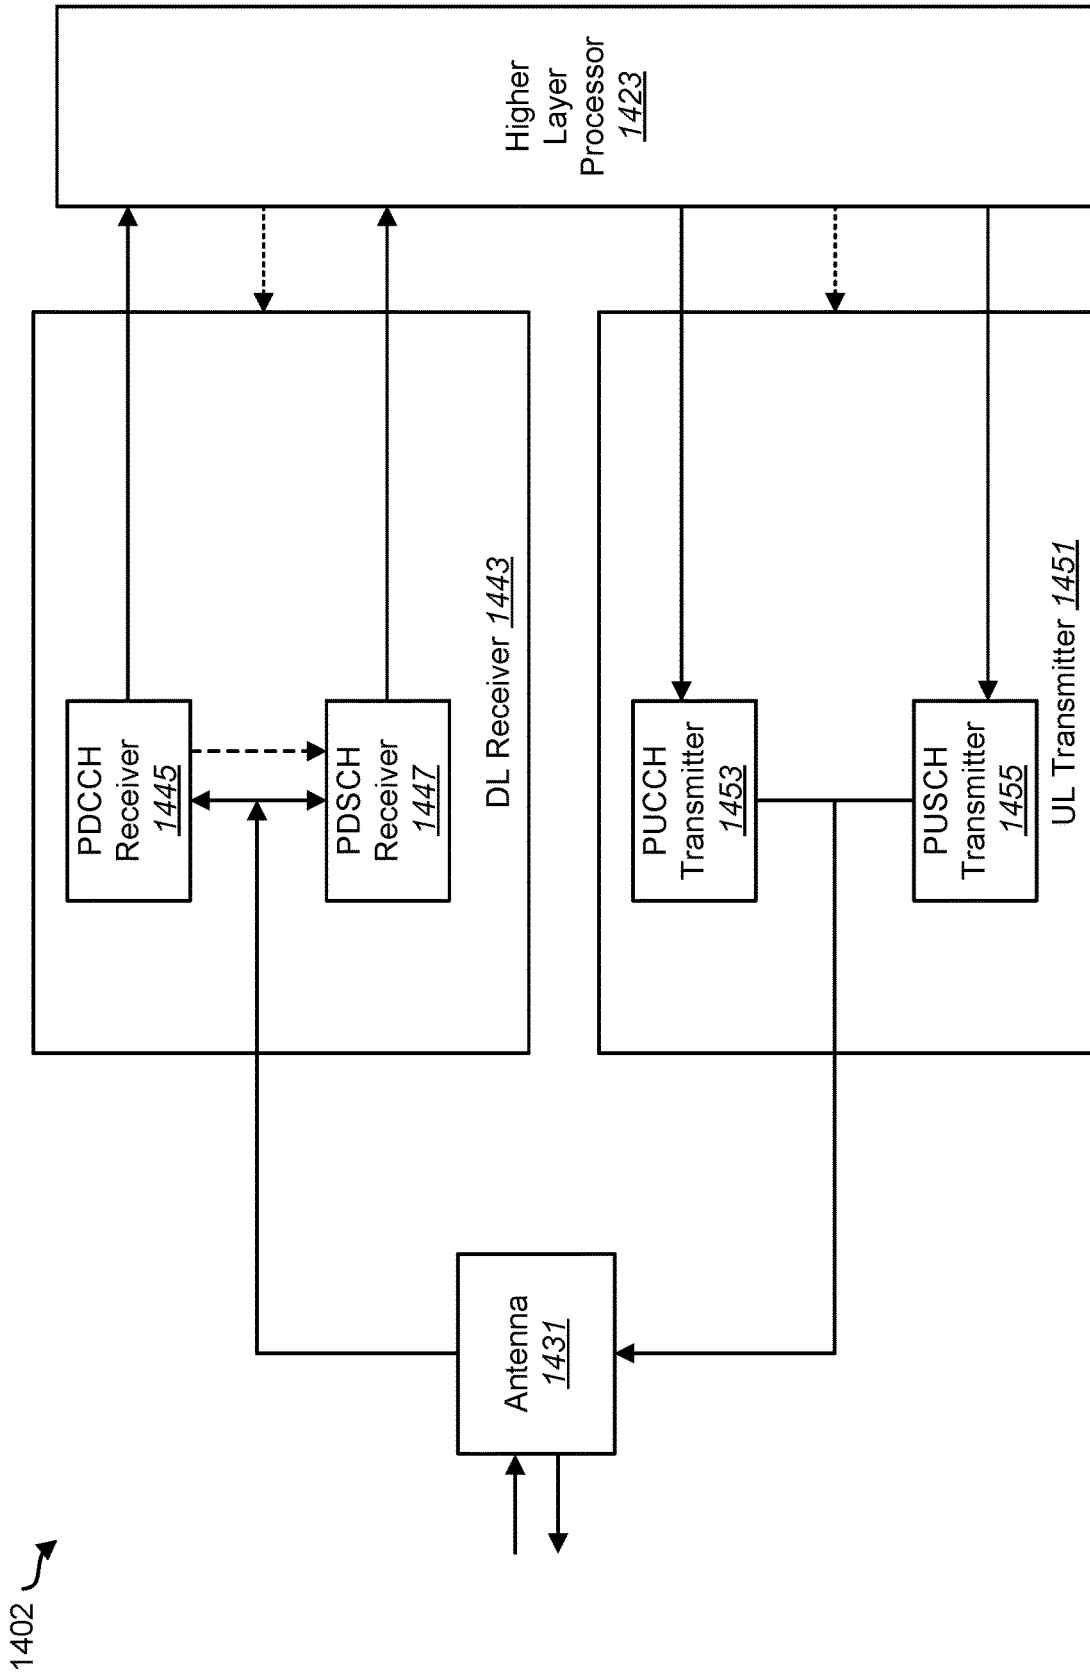 1402
Higher
Layer
Processor
1423
PDCCH
Receiver
1445
PDSCH
Receiver
1447
DL Receiver 1443
PUCCH
Transmitter
1453
PUSCH
Transmitter
1455
UL Transmitter 1451
Antenna
1431